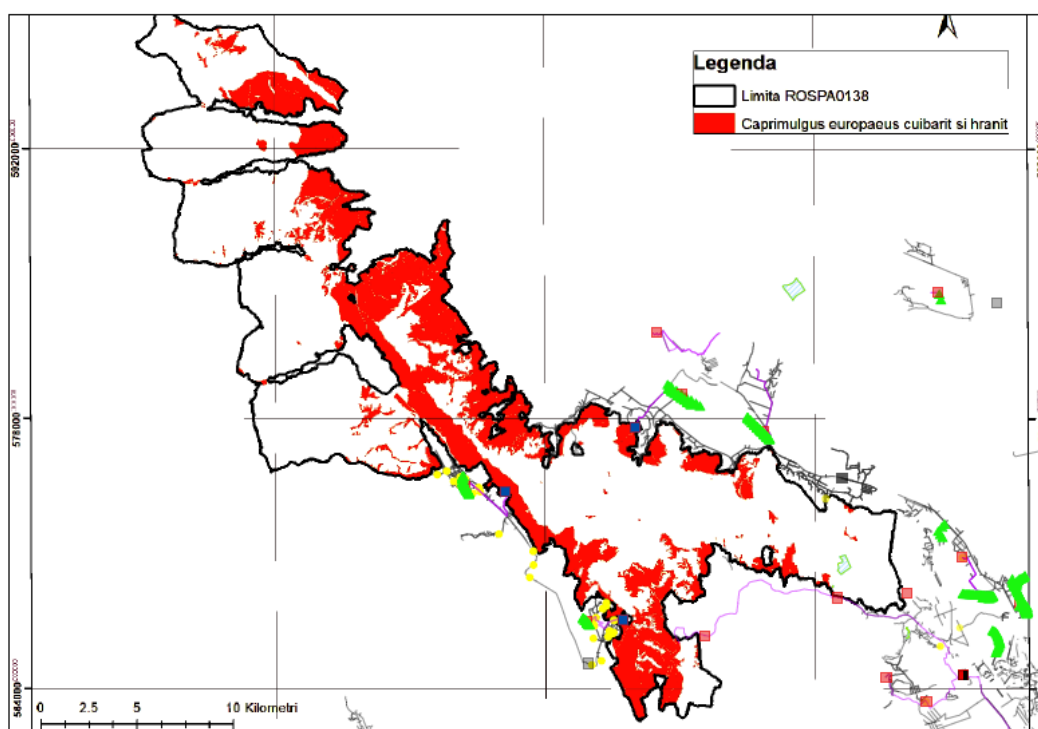 Legenda
Limita ROSPA0138
Caprimulgus europaeus cuibarit si hranit
592000
578000
564000
0 2.5 5 10 Kilometri